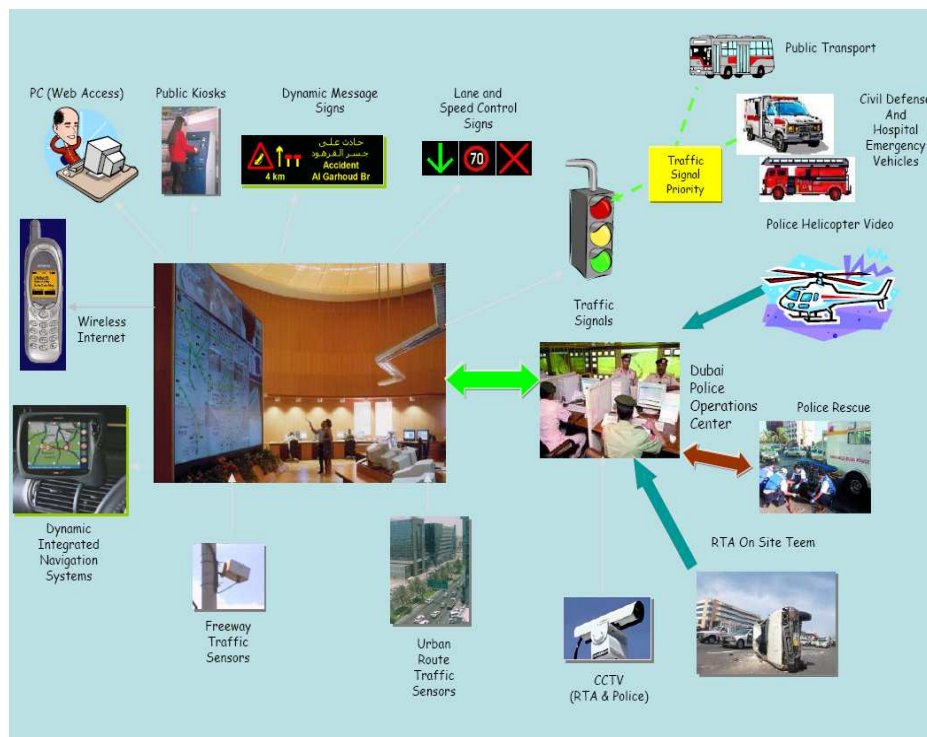 Public Transport
PC (Web Access)
Public Kiosks
Dynamic Message
Signs
Lane and
Speed Control
Signs
Civil Defense
And
Hospital
Emergency
Vehicles
حادث على
جسر القرهود
Accident
4 km
Al Garhoud Br
70
Traffic
Signal
Priority
Police Helicopter Video
Wireless
Internet
Traffic
Signals
Dubai
Police
Operations
Center
Police Rescue
Dynamic
Integrated
Navigation
Systems
RTA On Site Teem
Freeway
Traffic
Sensors
Urban
Route
Traffic
Sensors
CCTV
(RTA & Police)